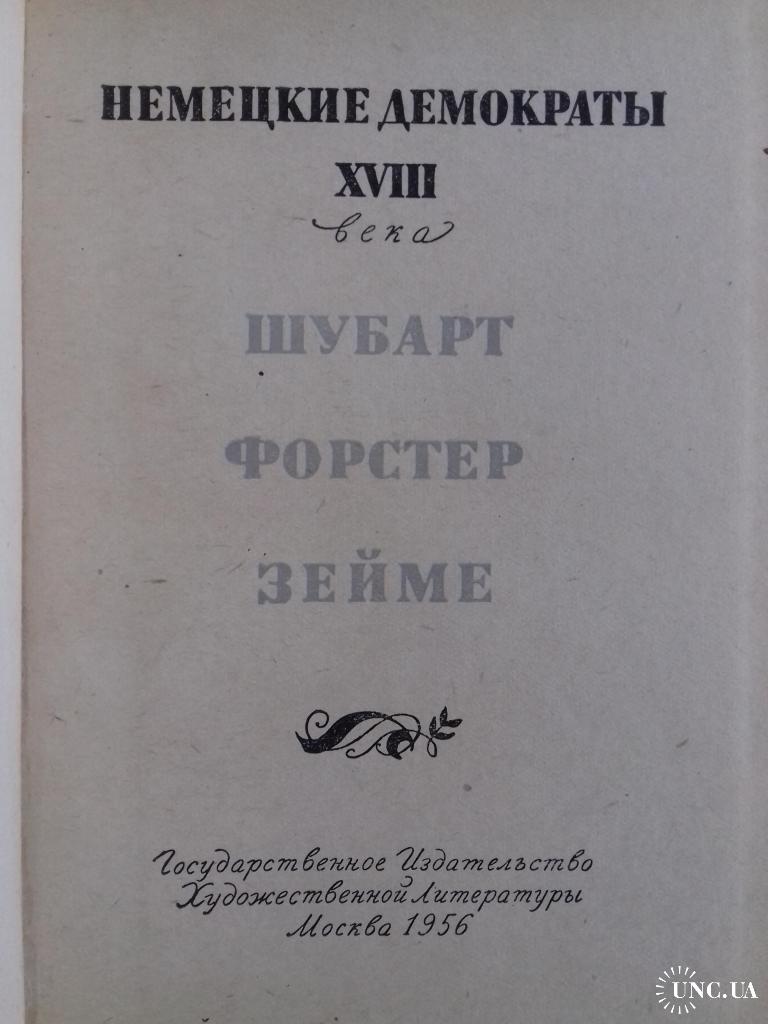 НЕМЕЦКИЕ ДЕМОКРАТЫ
XVIII
века
ШУБАРТ
ФОРСТЕР
ЗЕЙМЕ
Государственное Издательство
Художественной Литературы
Москва 1956
UNC.UA